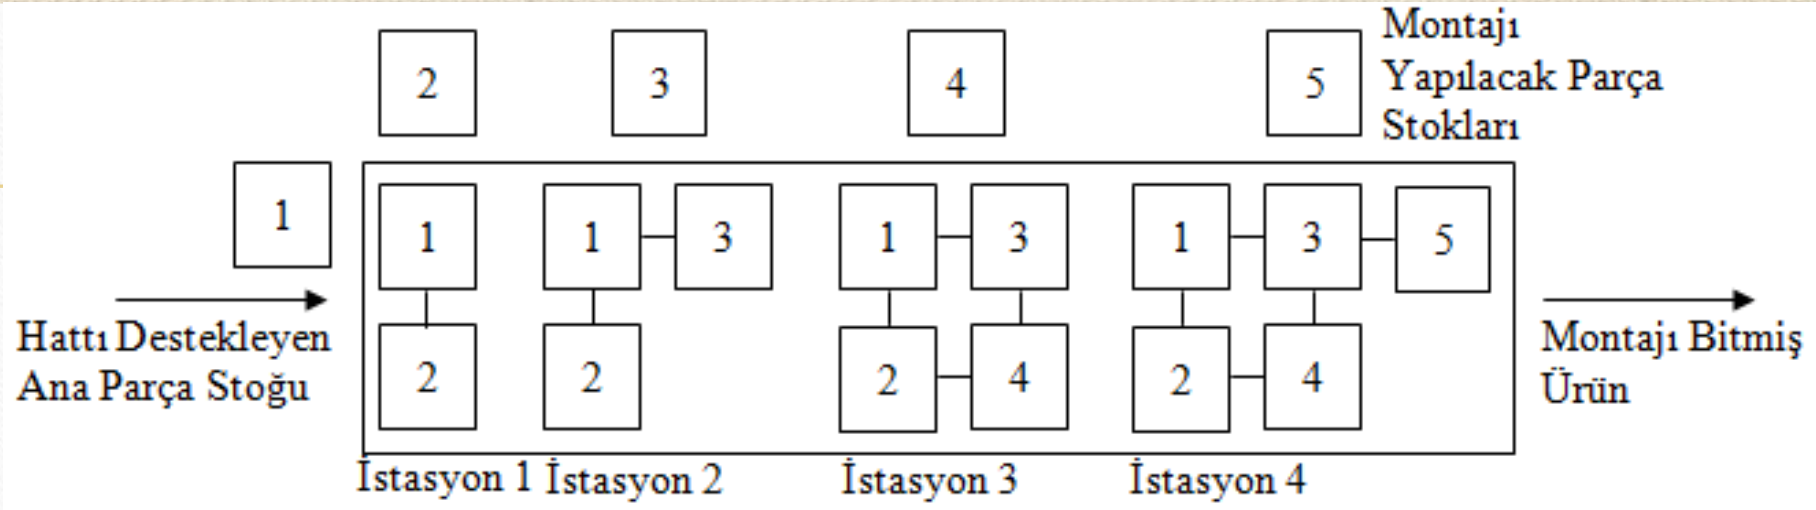 2 3 4 5
Montajı
Yapılacak Parça
Stokları
1
1 1 3 1 3 1 3 5
2 2 2 4 2 4
Hattı Destekleyen
Ana Parça Stoğu
Montajı Bitmiş
Ürün
İstasyon 1 İstasyon 2 İstasyon 3 İstasyon 4